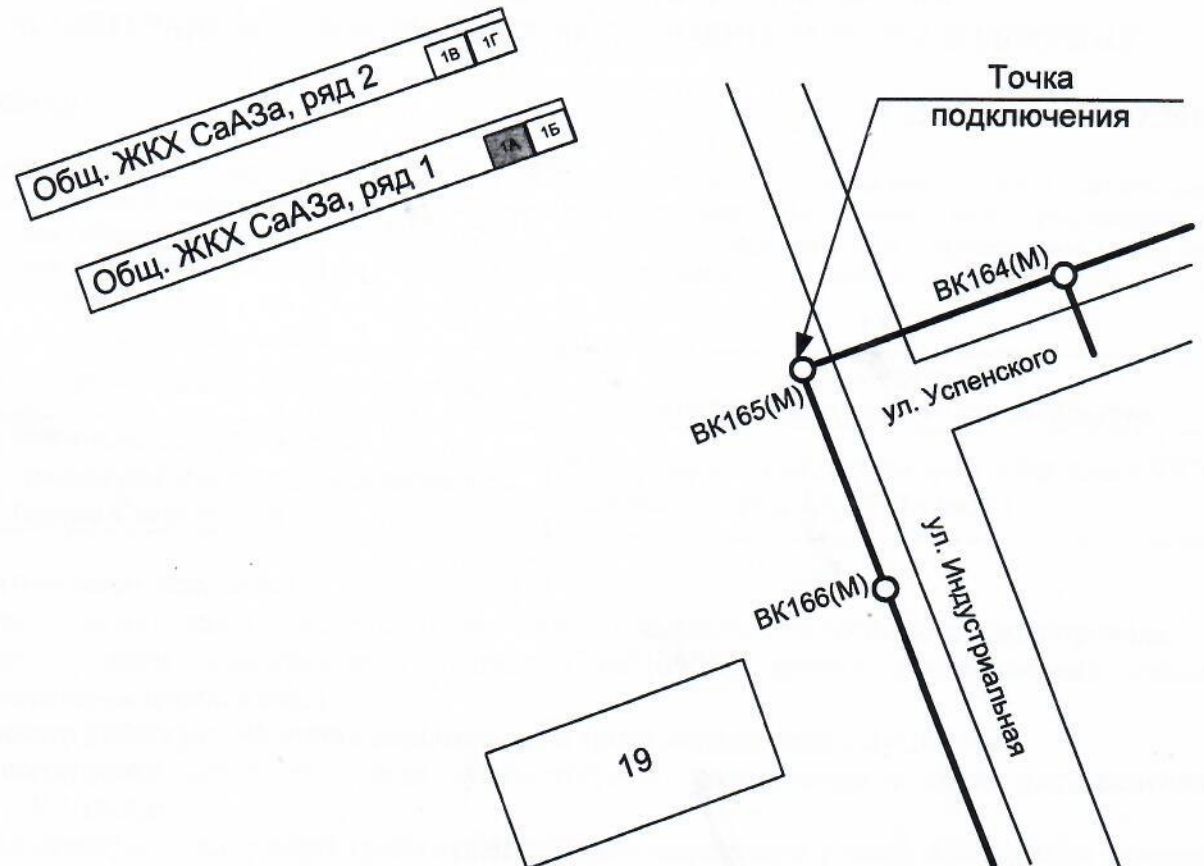 Общ. ЖКХ СаАЗа, ряд 2
1В
1Г
Точка
подключения
Общ. ЖКХ СаАЗа, ряд 1
1А
1Б
ВК164(М)
ул. Успенского
ВК165(М)
ул. Индустриальная
ВК166(М)
19